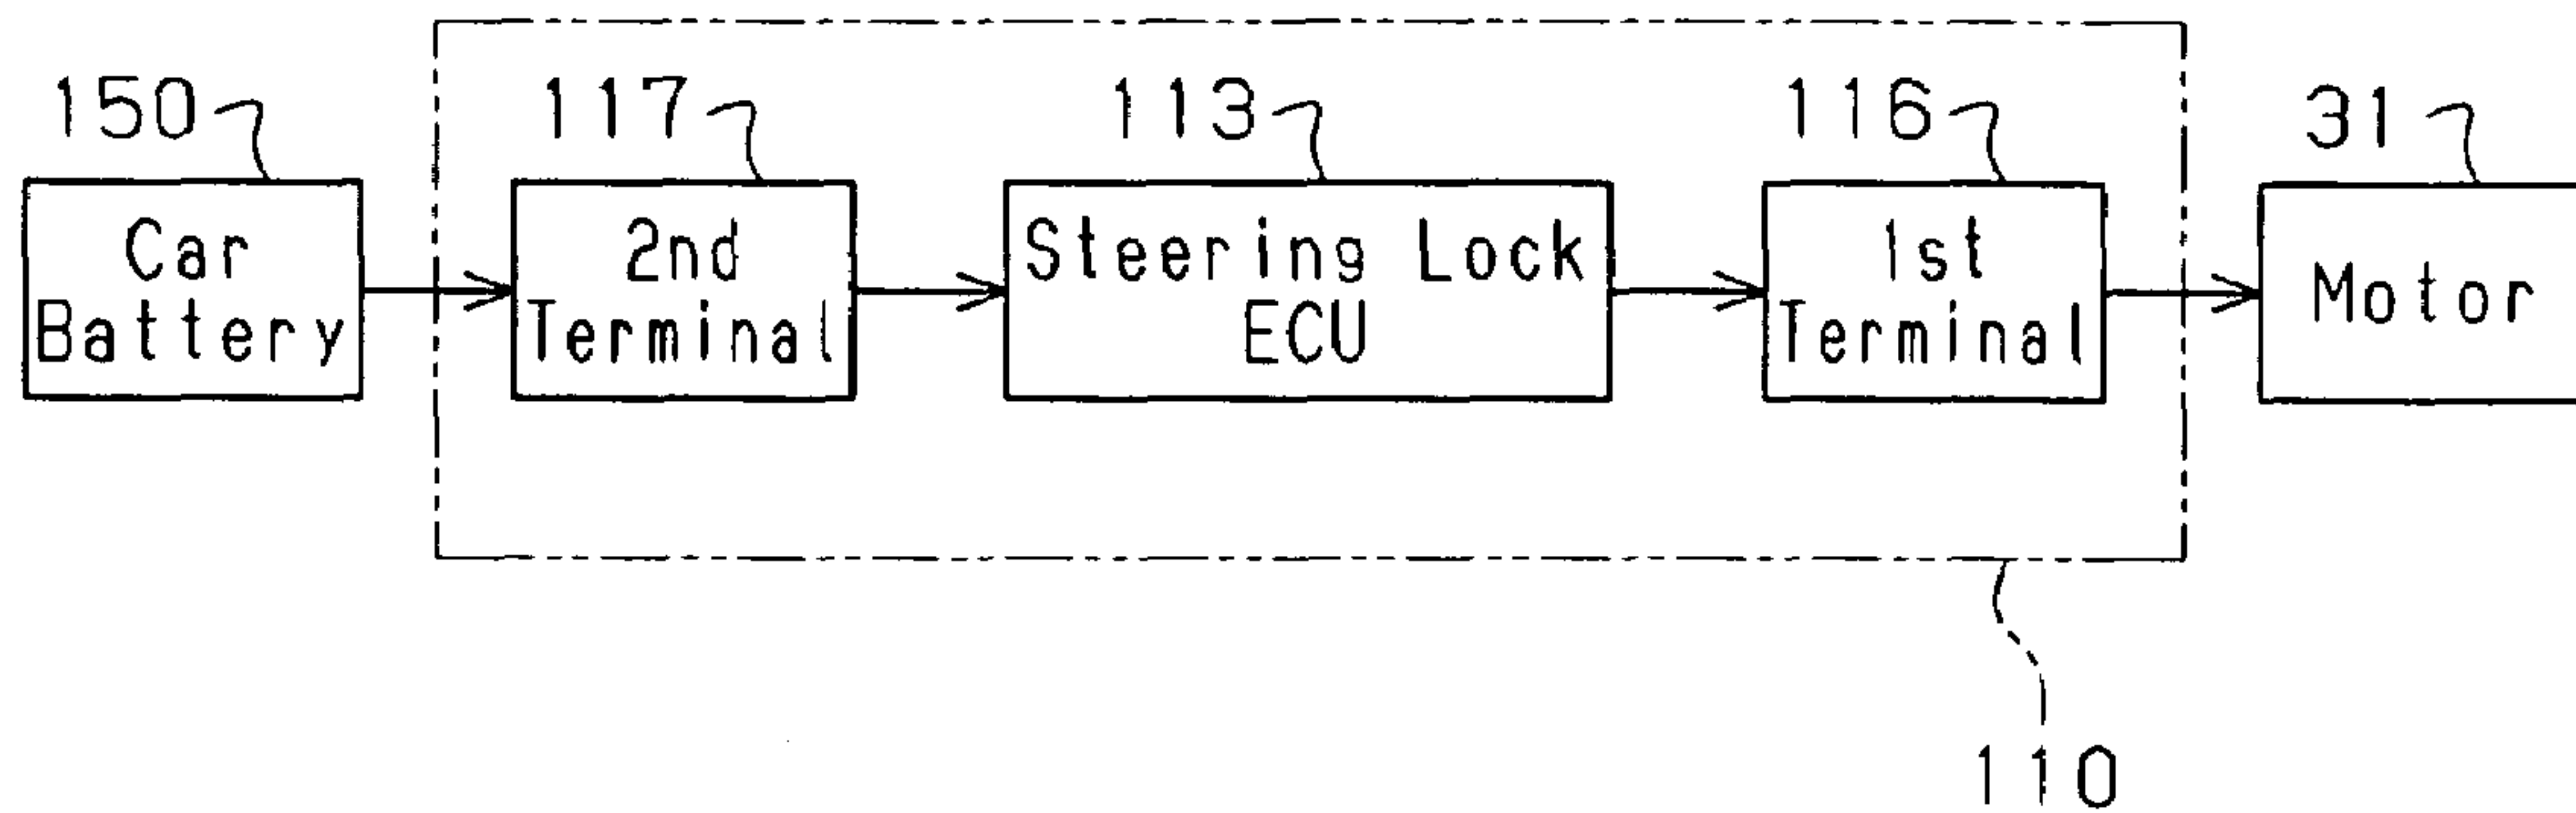 150
117
113
116
31
Car
Battery
2nd
Terminal
Steering Lock
ECU
1st
Terminal
Motor
110